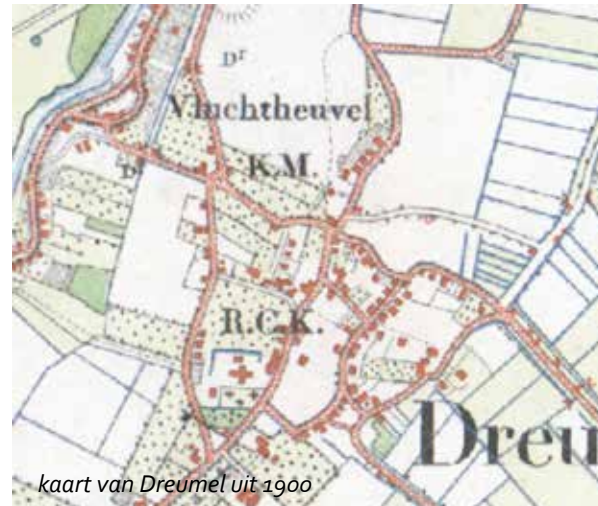 Dr
Vluchtheuvel
D
K.M.
R.C.K.
Dreu
kaart van Dreumel uit 1900